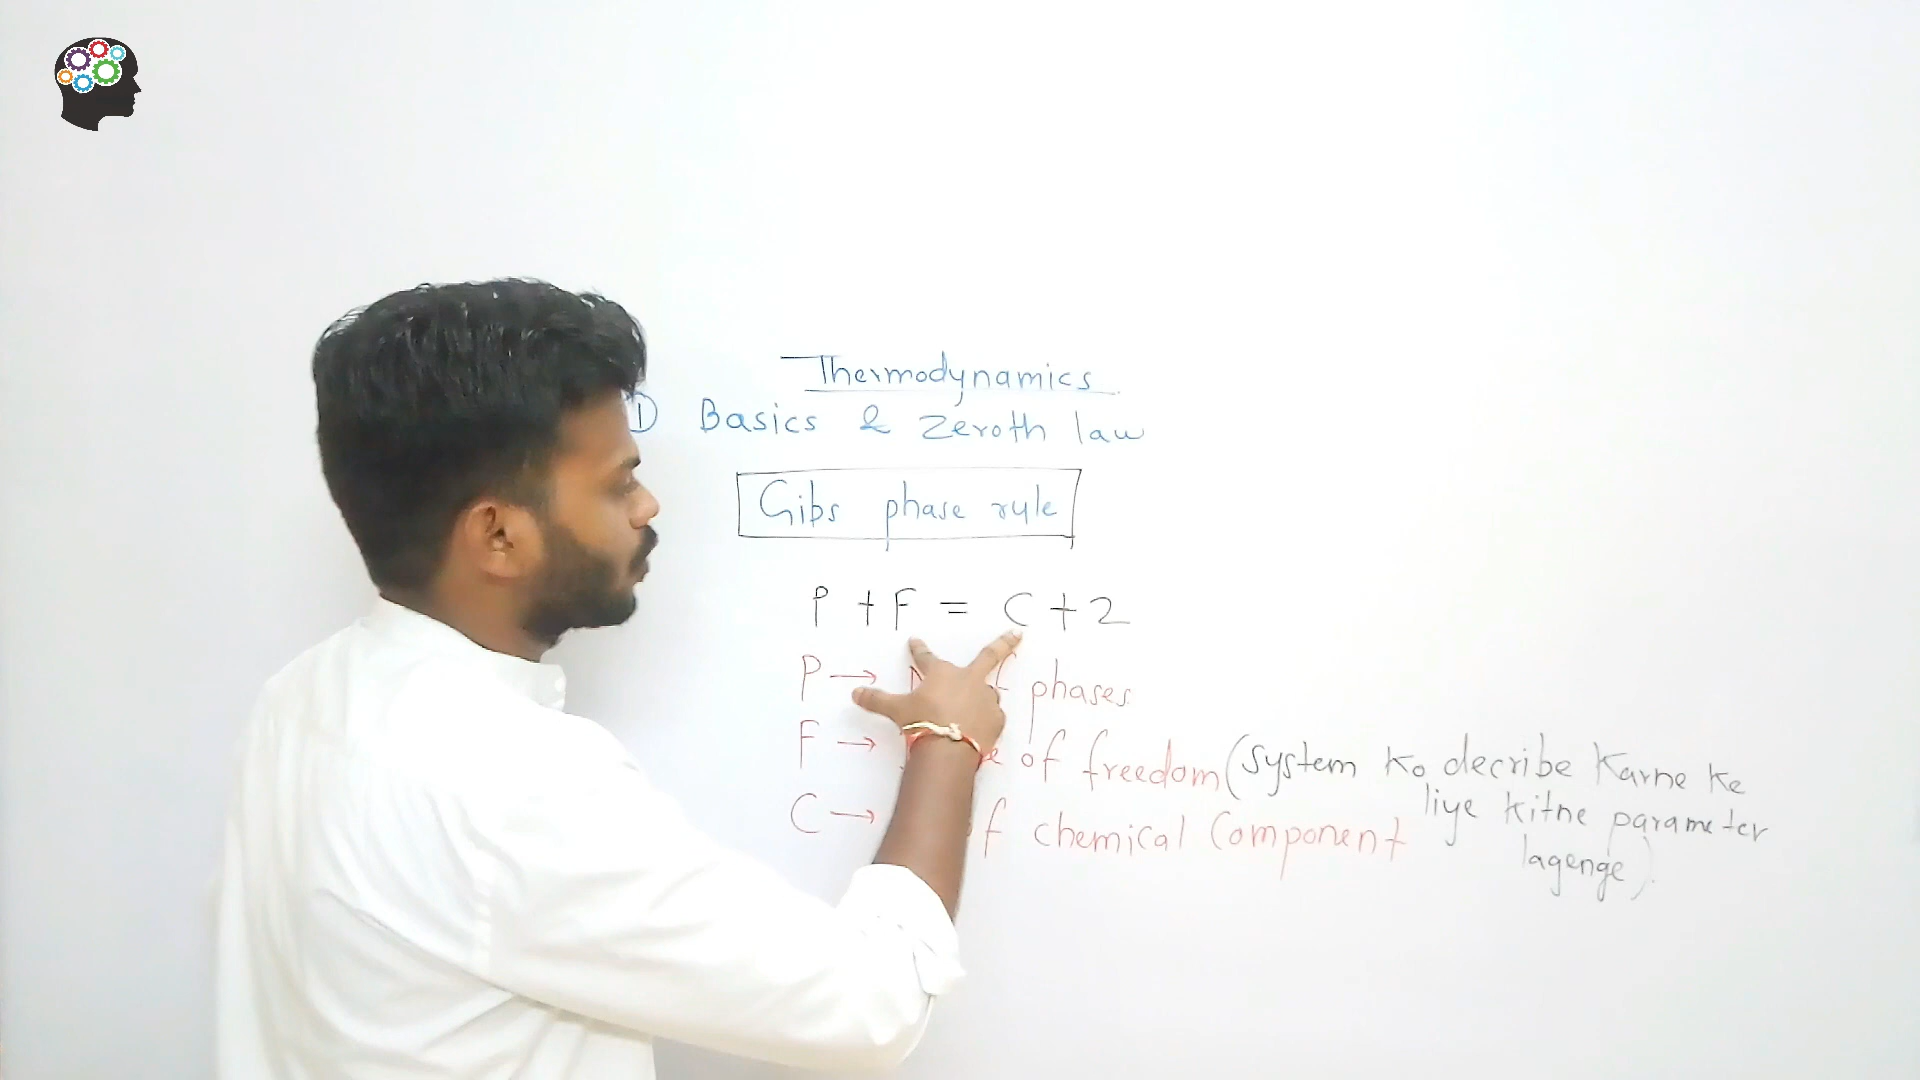 Thermodynamics
① Basics & Zeroth law
Gibs phase rule
P + F = C + 2
P → phases.
F → of freedom (system ko decribe Karne ke
liye kitne parameter
lagenge).
C → of chemical Component